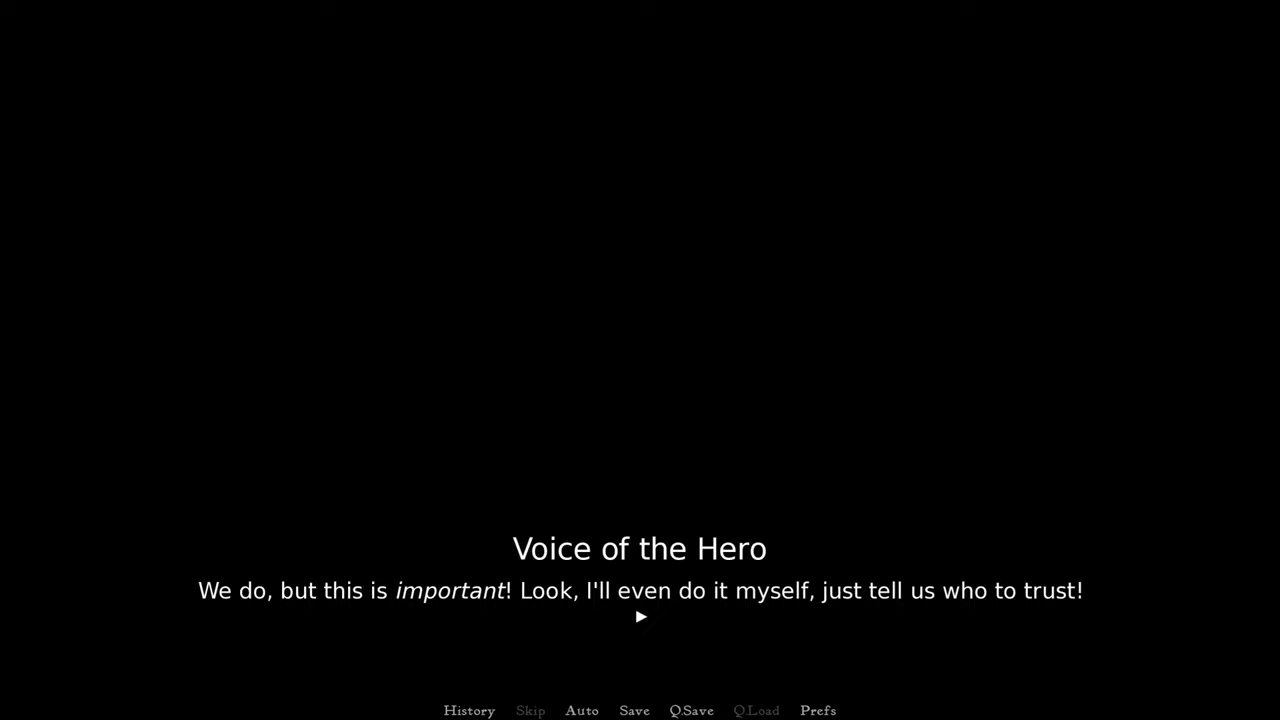 Voice of the Hero
We do, but this is important! Look, I'll even do it myself, just tell us who to trust!
History Skip Auto Save Q.Save Q.Load Prefs